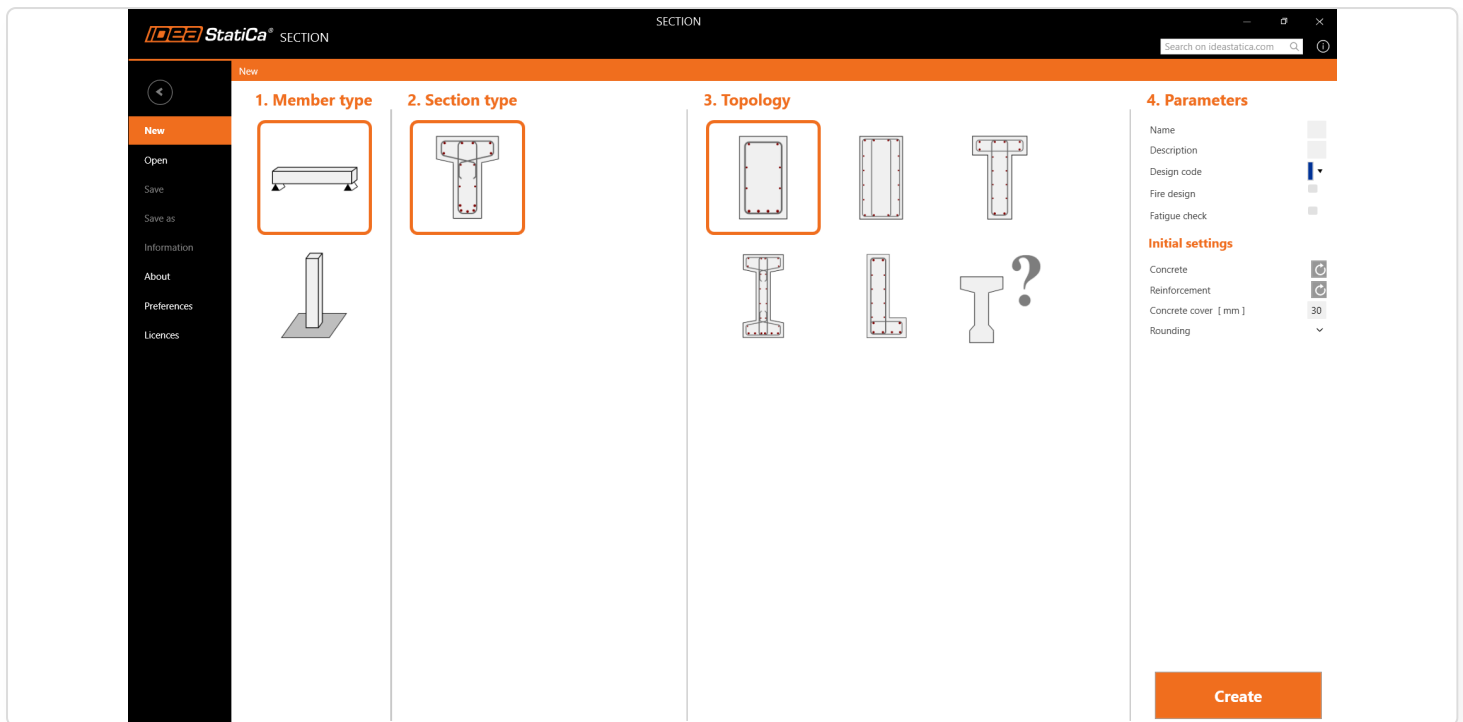 SECTION
IDEA StatiCa® SECTION
Search on ideastatica.com
New
New
Open
Save
Save as
Information
About
Preferences
Licences
1. Member type
2. Section type
3. Topology
?
4. Parameters
Name
Description
Design code
Fire design
Fatigue check
Initial settings
Concrete
Reinforcement
Concrete cover [ mm ] 30
Rounding
Create